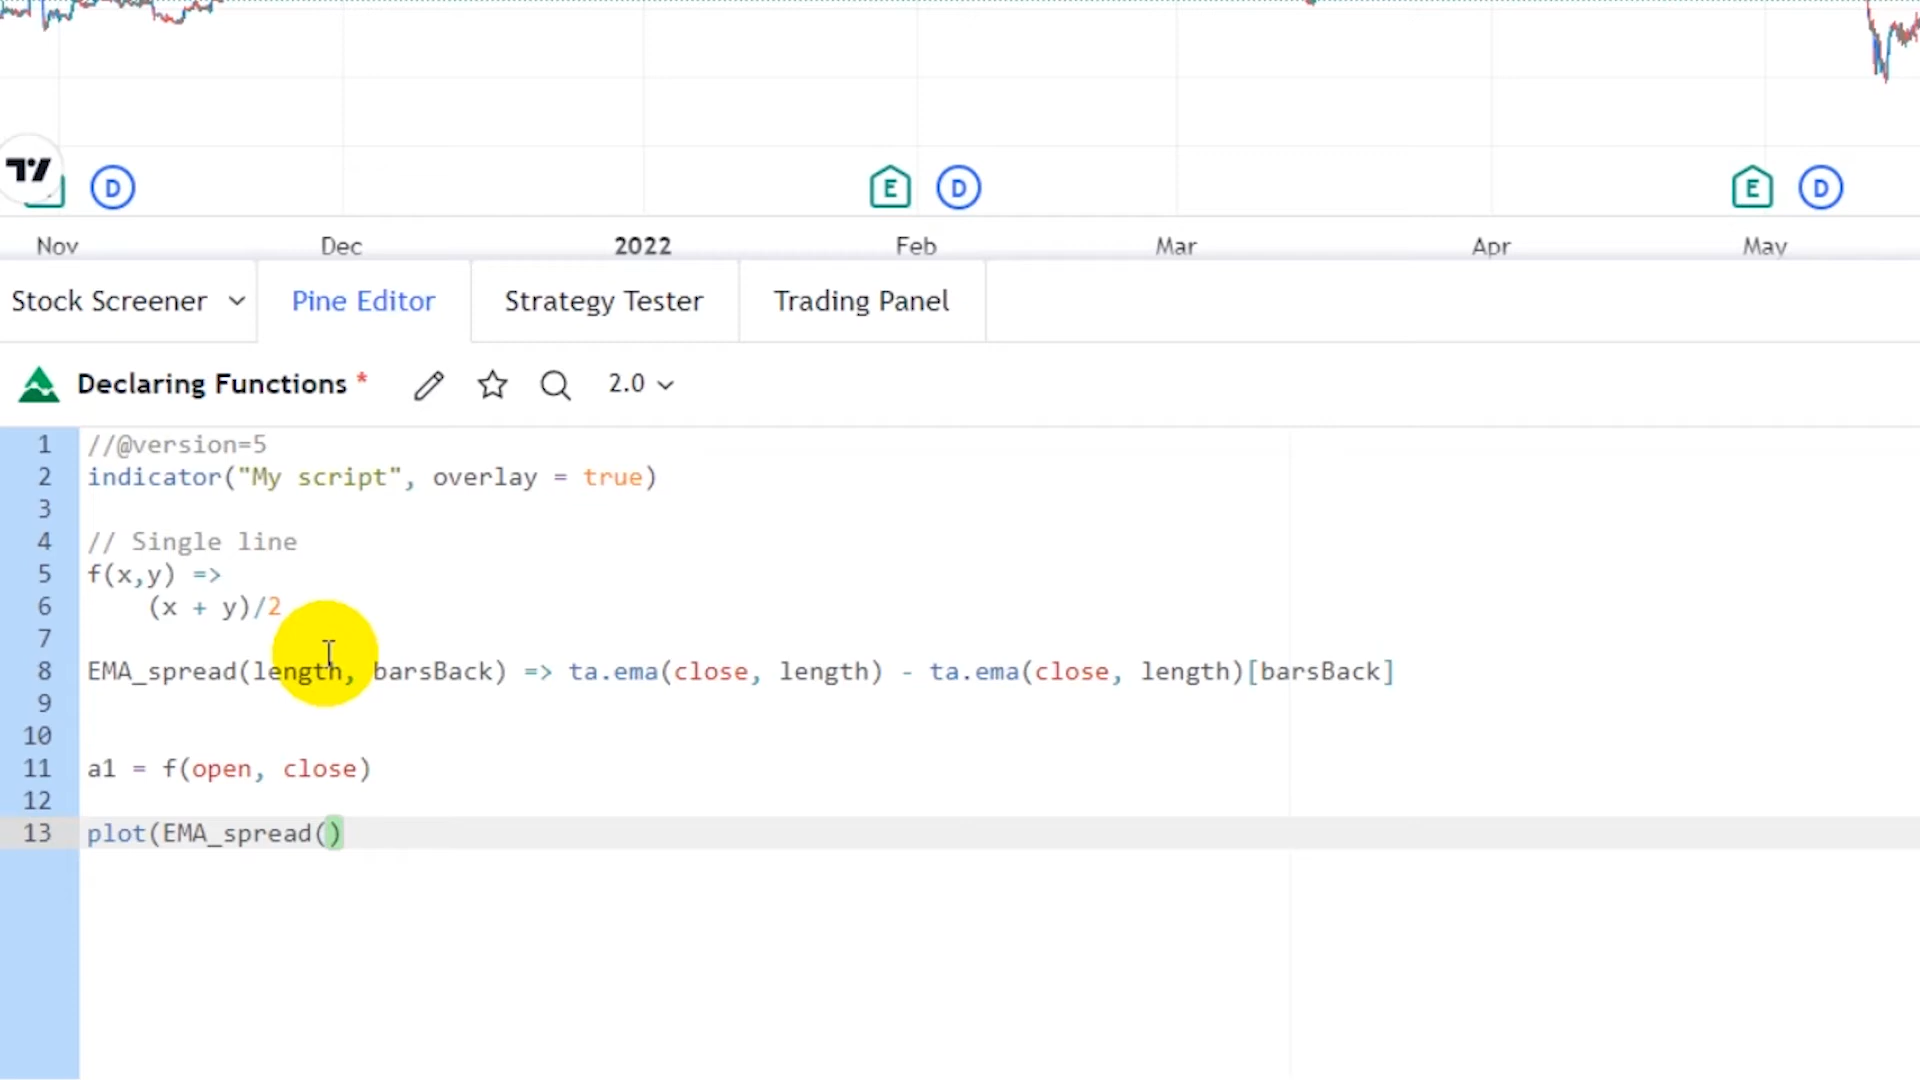 D E D E D
Nov Dec 2022 Feb Mar Apr May
Stock Screener Pine Editor Strategy Tester Trading Panel
Declaring Functions * 2.0
1 //@version=5
2 indicator("My script", overlay = true)
3
4 // Single line
5 f(x,y) =>
6 (x + y)/2
7
8 EMA_spread(length, barsBack) => ta.ema(close, length) - ta.ema(close, length)[barsBack]
9
10
11 a1 = f(open, close)
12
13 plot(EMA_spread()